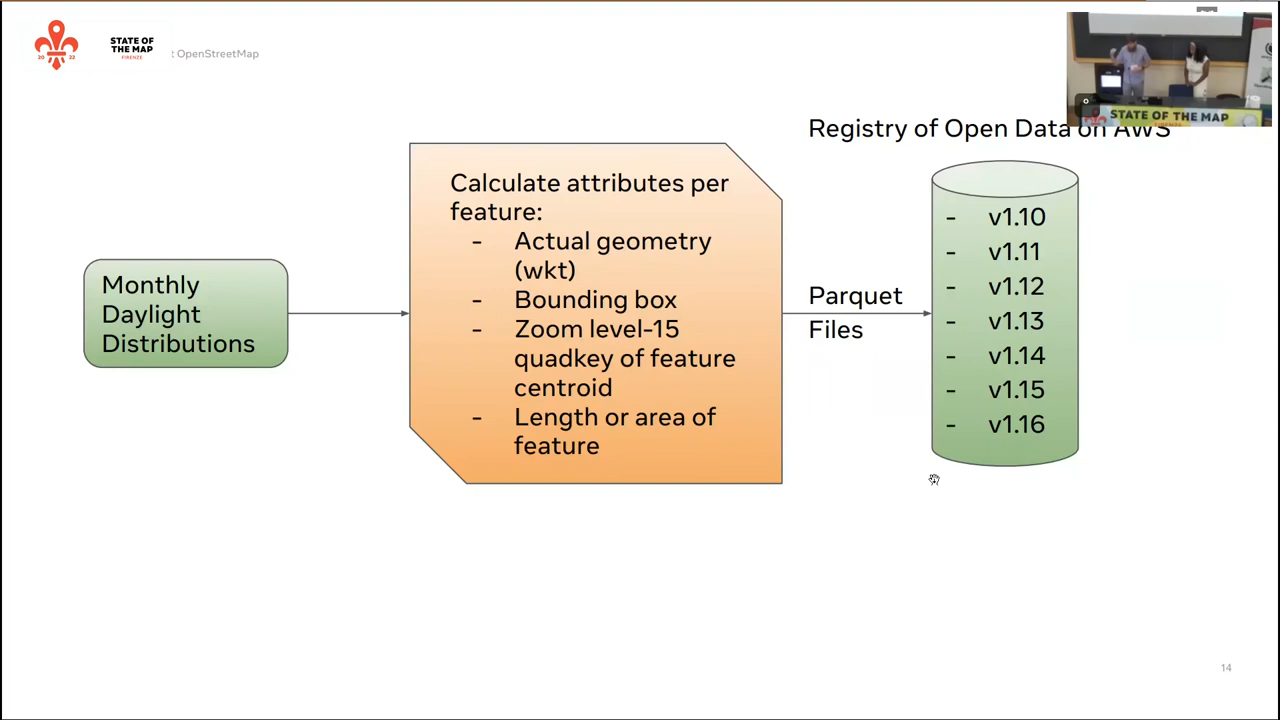 20 22
STATE OF
THE MAP
FIRENZE
: OpenStreetMap
STATE OF THE MAP
Registry of Open Data on AWS
Calculate attributes per
feature:
- Actual geometry
(wkt)
- Bounding box
- Zoom level-15
quadkey of feature
centroid
- Length or area of
feature
Monthly
Daylight
Distributions
Parquet
Files
- v1.10
- v1.11
- v1.12
- v1.13
- v1.14
- v1.15
- v1.16
14